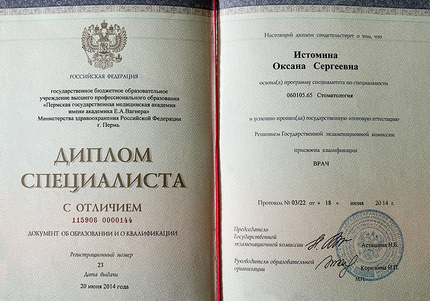 РОССИЙСКАЯ ФЕДЕРАЦИЯ
государственное бюджетное образовательное
учреждение высшего профессионального образования
«Пермская государственная медицинская академия
имени академика Е.А.Вагнера»
Министерства здравоохранения Российской Федерации
г. Пермь
ДИПЛОМ
СПЕЦИАЛИСТА
С ОТЛИЧИЕМ
115906 0000144
ДОКУМЕНТ ОБ ОБРАЗОВАНИИ И О КВАЛИФИКАЦИИ
Регистрационный номер
23
Дата выдачи
20 июня 2014 года
Настоящий диплом свидетельствует о том, что
Истомина
Оксана Сергеевна
освоил(а) программу специалитета по специальности
060105.65 Стоматология
и успешно прошел(ла) государственную итоговую аттестацию
Решением Государственной экзаменационной комиссии
присвоена квалификация
ВРАЧ
Протокол № 03/22 от « 18 » июня 2014 г.
Председатель
Государственной
экзаменационной комиссии
Асташина Н.Б.
Руководитель образовательной
организации
Корюкина И.П.
М.П.